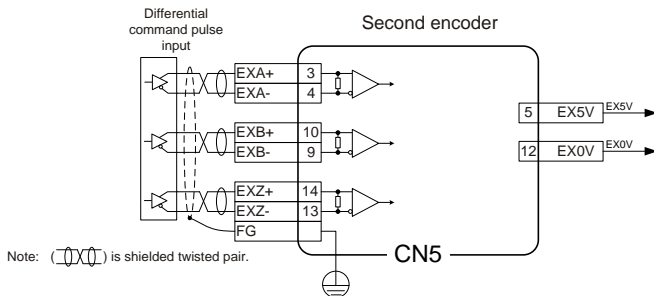 Differential
command pulse
input
Second encoder
EXA+ 3
EXA- 4
EXB+ 10
EXB- 9
EXZ+ 14
EXZ- 13
FG
5 EX5V EX5V
12 EX0V EX0V
CN5
Note: ( ) is shielded twisted pair.